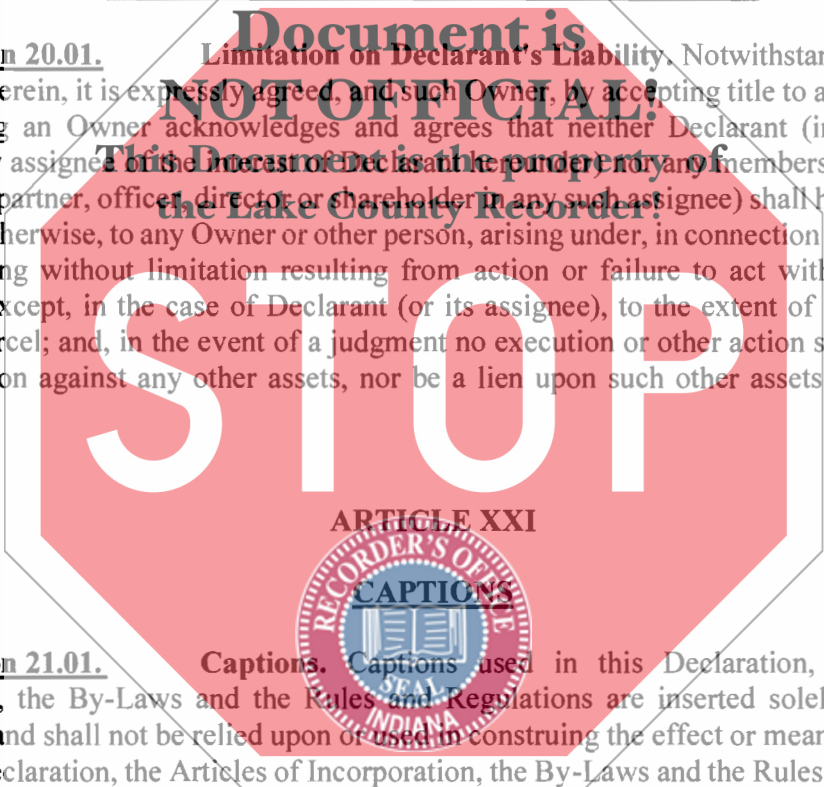 Document is
n 20.01. Limitation on Declarant's Liability. Notwithstan
erein, it is expressly agreed, and such Owner, by accepting title to a
NOT OFFICIAL!
g an Owner acknowledges and agrees that neither Declarant (in
assignee of the interest of Declarant hereunder) nor any members
This Document is the property of
partner, officer, director or shareholder in any such assignee) shall h
the Lake County Recorder!
herwise, to any Owner or other person, arising under, in connection
ng without limitation resulting from action or failure to act with
xcept, in the case of Declarant (or its assignee), to the extent of
rcel; and, in the event of a judgment no execution or other action s
on against any other assets, nor be a lien upon such other assets
STOP
ARTICLE XXI
RECORDER'S OFFICE
CAPTIONS
SEAL
INDIANA
n 21.01. Captions. Captions used in this Declaration,
, the By-Laws and the Rules and Regulations are inserted solel
and shall not be relied upon or used in construing the effect or mean
claration, the Articles of Incorporation, the By-Laws and the Rules